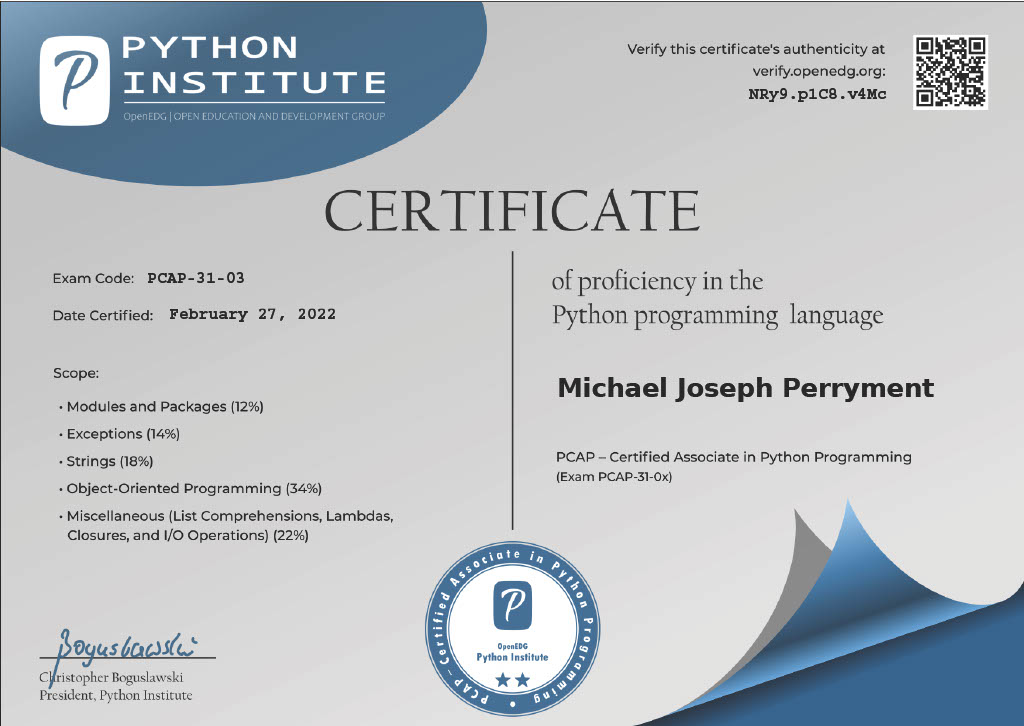 PYTHON
INSTITUTE
OpenEDG | OPEN EDUCATION AND DEVELOPMENT GROUP
Verify this certificate's authenticity at
verify.openedg.org:
NRy9.p1C8.v4Mc
CERTIFICATE
Exam Code: PCAP-31-03
Date Certified: February 27, 2022
Scope:
• Modules and Packages (12%)
• Exceptions (14%)
• Strings (18%)
• Object-Oriented Programming (34%)
• Miscellaneous (List Comprehensions, Lambdas,
Closures, and I/O Operations) (22%)
of proficiency in the
Python programming language
Michael Joseph Perryment
PCAP – Certified Associate in Python Programming
(Exam PCAP-31-0x)
Boguslawski
Christopher Boguslawski
President, Python Institute
PCAP – Certified Associate in Python Programming
P
OpenEDG
Python Institute